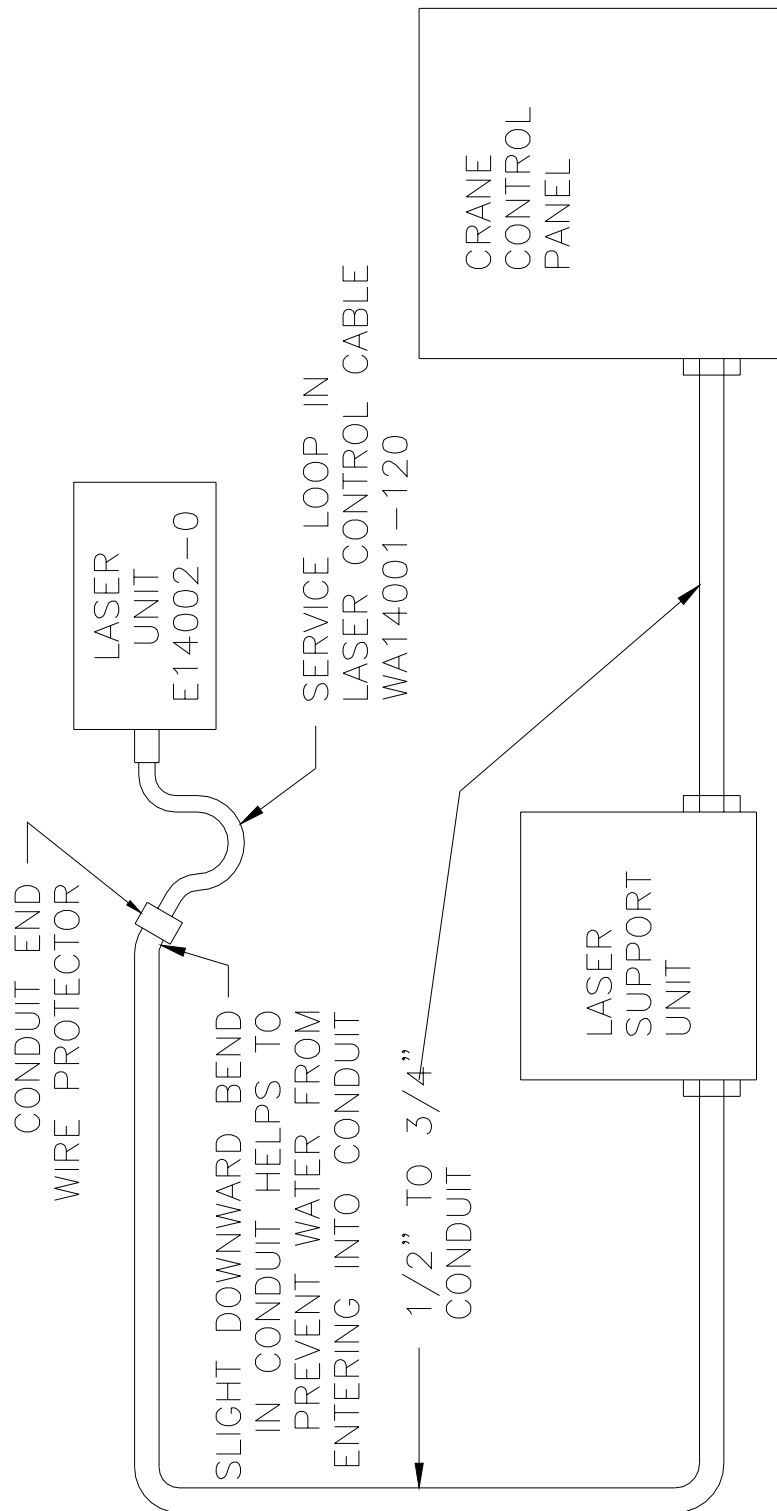 CONDUIT END
WIRE PROTECTOR
LASER
UNIT
E14002-0
SLIGHT DOWNWARD BEND
IN CONDUIT HELPS TO
PREVENT WATER FROM
ENTERING INTO CONDUIT
SERVICE LOOP IN
LASER CONTROL CABLE
WA14001-120
1/2" TO 3/4"
CONDUIT
LASER
SUPPORT
UNIT
CRANE
CONTROL
PANEL